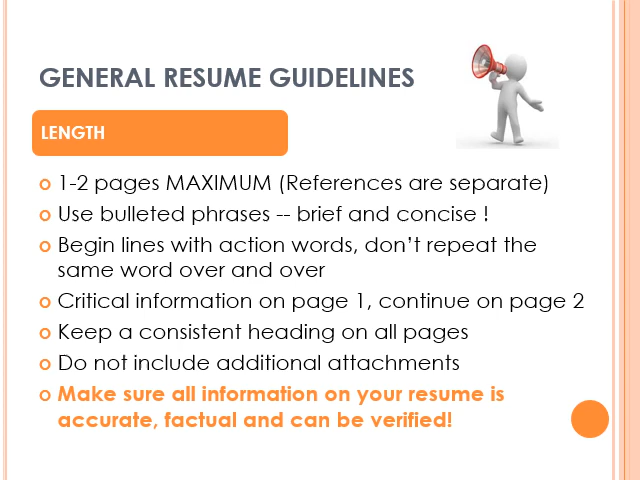 GENERAL RESUME GUIDELINES
LENGTH
1-2 pages MAXIMUM (References are separate)
Use bulleted phrases -- brief and concise !
Begin lines with action words, don’t repeat the
same word over and over
Critical information on page 1, continue on page 2
Keep a consistent heading on all pages
Do not include additional attachments
Make sure all information on your resume is
accurate, factual and can be verified!